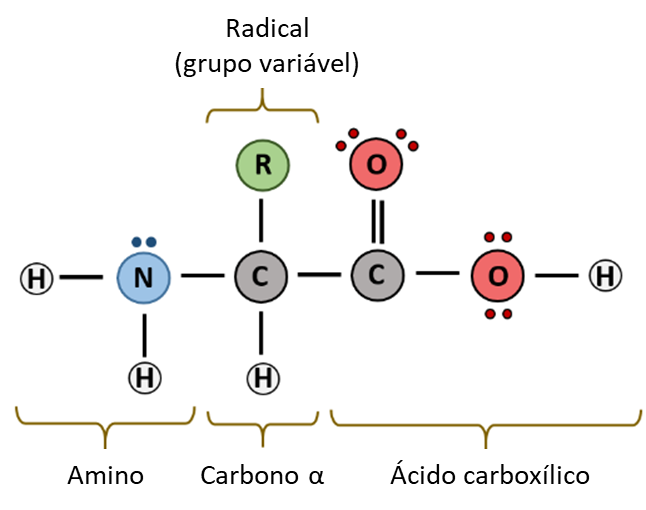 Radical
(grupo variável)
R
O
H
N
C
C
O
H
H
H
Amino
Carbono α
Ácido carboxílico